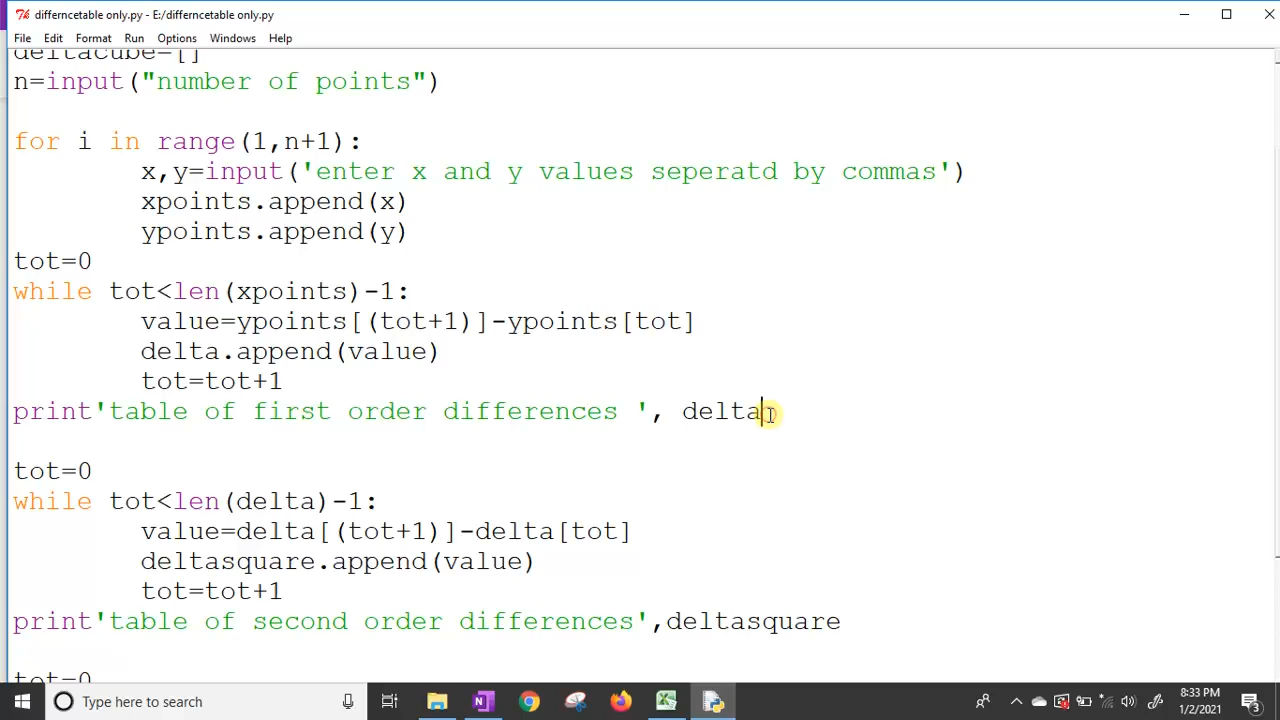 differncetable only.py - E:/differncetable only.py
File Edit Format Run Options Windows Help
deltacube=[]
n=input("number of points")
for i in range(1,n+1):
x,y=input('enter x and y values seperatd by commas')
xpoints.append(x)
ypoints.append(y)
tot=0
while tot<len(xpoints)-1:
value=ypoints[(tot+1)]-ypoints[tot]
delta.append(value)
tot=tot+1
print'table of first order differences ', delta
tot=0
while tot<len(delta)-1:
value=delta[(tot+1)]-delta[tot]
deltasquare.append(value)
tot=tot+1
print'table of second order differences',deltasquare
tot=0
Type here to search
8:33 PM
1/2/2021
3